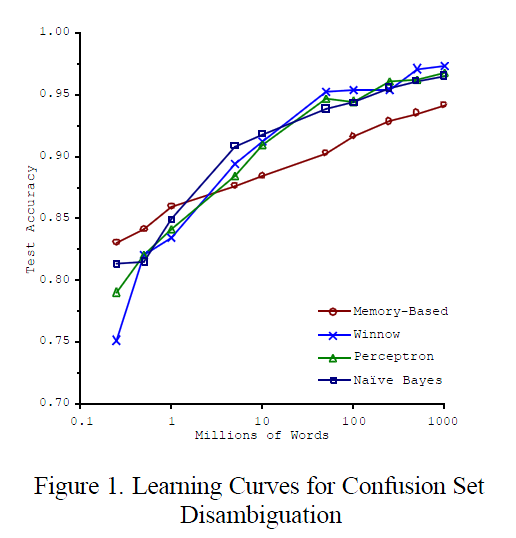 1.00
0.95
0.90
0.85
0.80
0.75
0.70
Test Accuracy
0.1 1 10 100 1000
Millions of Words
Memory-Based
Winnow
Perceptron
Naïve Bayes
Figure 1. Learning Curves for Confusion Set
Disambiguation